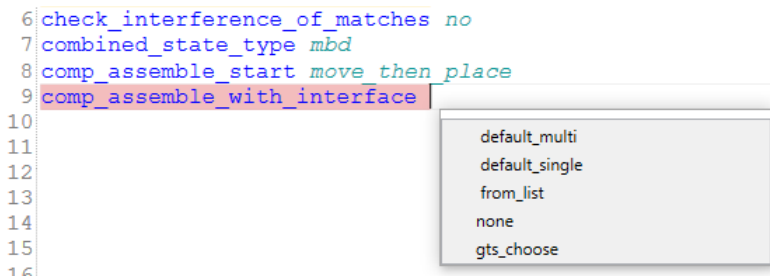 6 check_interference_of_matches no
7 combined_state_type mbd
8 comp_assemble_start move_then_place
9 comp_assemble_with_interface
10
11
12
13
14
15
16
default_multi
default_single
from_list
none
gts_choose